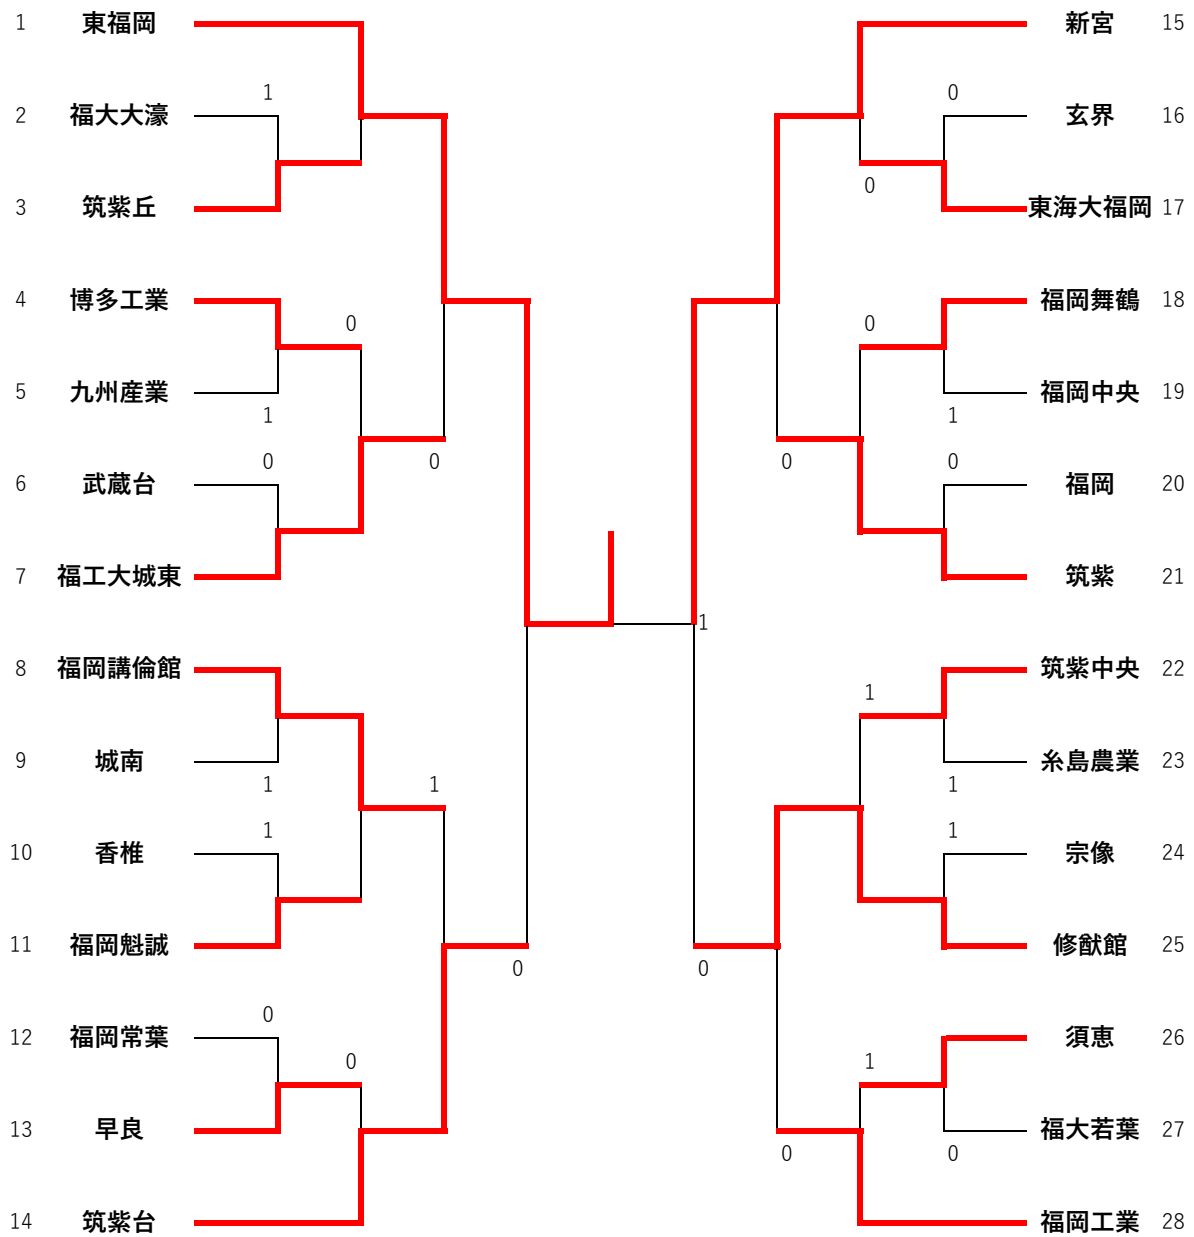 1 東福岡 新宮 15
1 0
2 福大大濠 玄界 16
0
3 筑紫丘 東海大福岡 17
4 博多工業 福岡舞鶴 18
0 0
5 九州産業 福岡中央 19
1 1
0 0 0 0
6 武蔵台 福岡 20
7 福工大城東 筑紫 21
1
8 福岡講倫館 筑紫中央 22
1
9 城南 糸島農業 23
1 1 1
1 1
10 香椎 宗像 24
11 福岡魁誠 修猷館 25
0 0
0
12 福岡常葉 須恵 26
0 1
13 早良 福大若葉 27
0 0
14 筑紫台 福岡工業 28